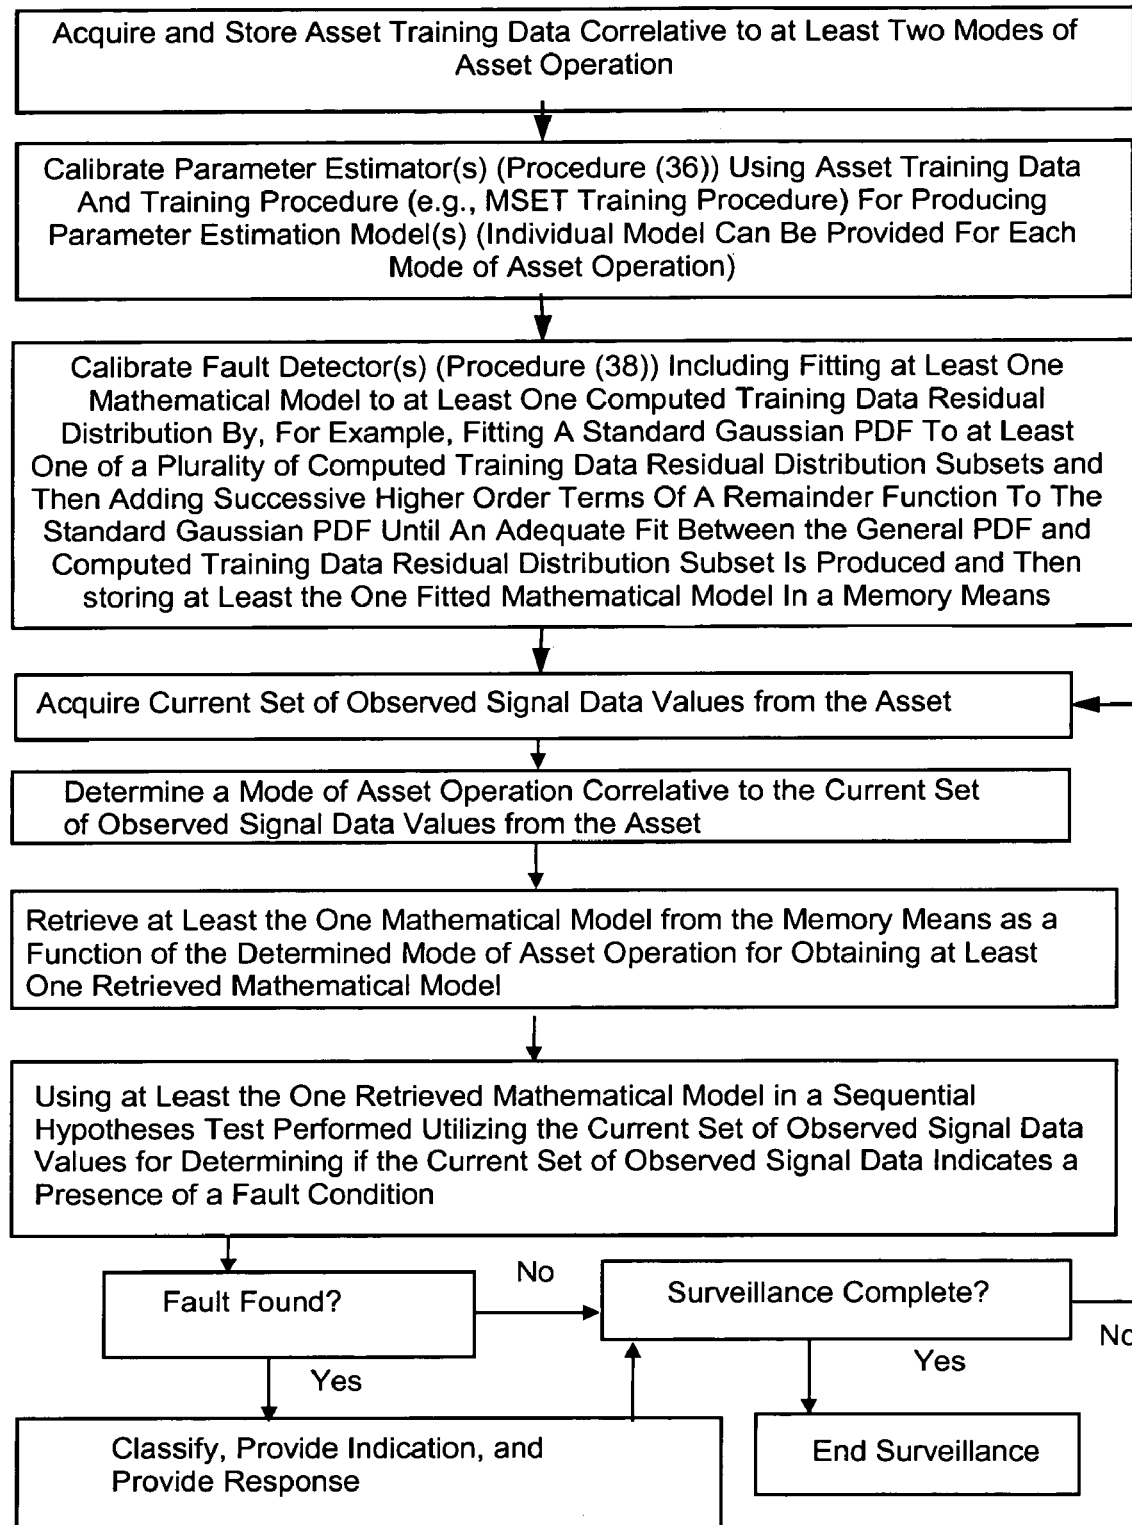 Acquire and Store Asset Training Data Correlative to at Least Two Modes of
Asset Operation
Calibrate Parameter Estimator(s) (Procedure (36)) Using Asset Training Data
And Training Procedure (e.g., MSET Training Procedure) For Producing
Parameter Estimation Model(s) (Individual Model Can Be Provided For Each
Mode of Asset Operation)
Calibrate Fault Detector(s) (Procedure (38)) Including Fitting at Least One
Mathematical Model to at Least One Computed Training Data Residual
Distribution By, For Example, Fitting A Standard Gaussian PDF To at Least
One of a Plurality of Computed Training Data Residual Distribution Subsets and
Then Adding Successive Higher Order Terms Of A Remainder Function To The
Standard Gaussian PDF Until An Adequate Fit Between the General PDF and
Computed Training Data Residual Distribution Subset Is Produced and Then
storing at Least the One Fitted Mathematical Model In a Memory Means
Acquire Current Set of Observed Signal Data Values from the Asset
Determine a Mode of Asset Operation Correlative to the Current Set
of Observed Signal Data Values from the Asset
Retrieve at Least the One Mathematical Model from the Memory Means as a
Function of the Determined Mode of Asset Operation for Obtaining at Least
One Retrieved Mathematical Model
Using at Least the One Retrieved Mathematical Model in a Sequential
Hypotheses Test Performed Utilizing the Current Set of Observed Signal Data
Values for Determining if the Current Set of Observed Signal Data Indicates a
Presence of a Fault Condition
Fault Found?
No
Surveillance Complete?
No
Yes
Yes
Classify, Provide Indication, and
Provide Response
End Surveillance